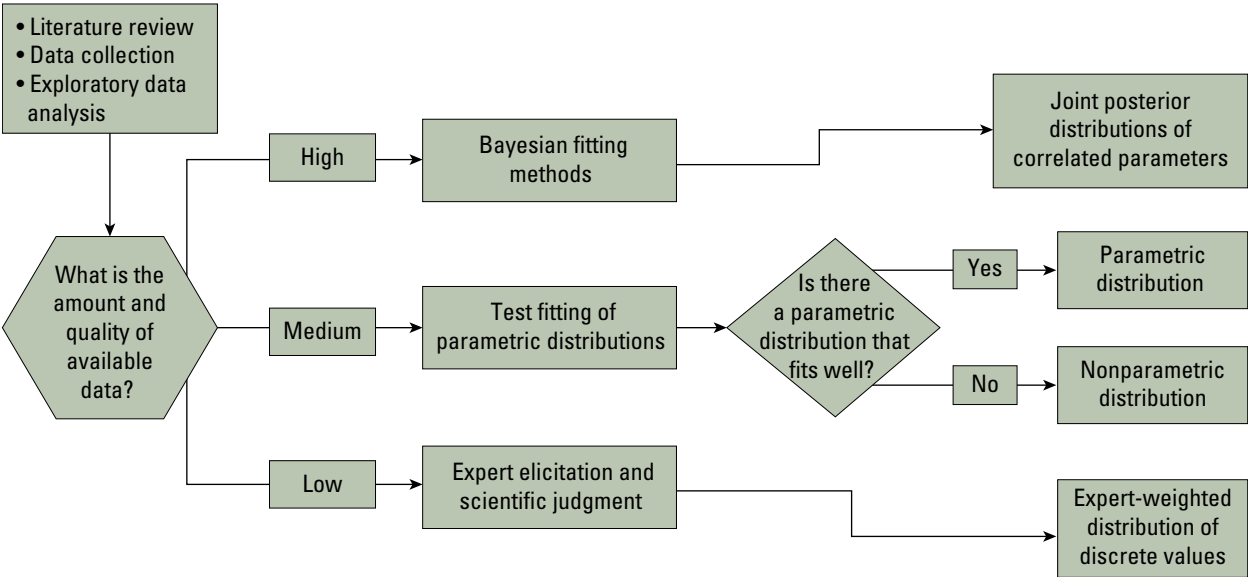 • Literature review
• Data collection
• Exploratory data
analysis
What is the
amount and
quality of
available
data?
High
Bayesian fitting
methods
Joint posterior
distributions of
correlated parameters
Medium
Test fitting of
parametric distributions
Is there
a parametric
distribution that
fits well?
Yes
Parametric
distribution
No
Nonparametric
distribution
Low
Expert elicitation and
scientific judgment
Expert-weighted
distribution of
discrete values